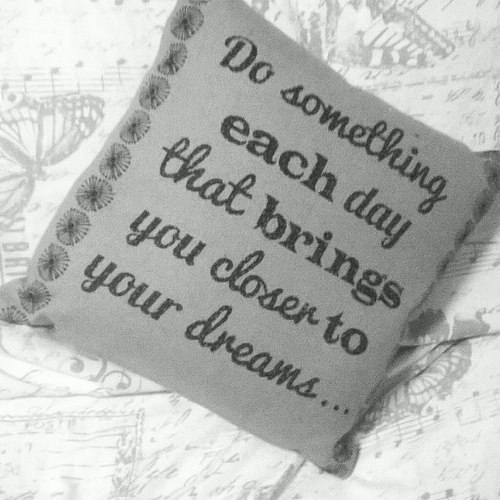 Do something
each day
that brings
you closer to
your dreams...